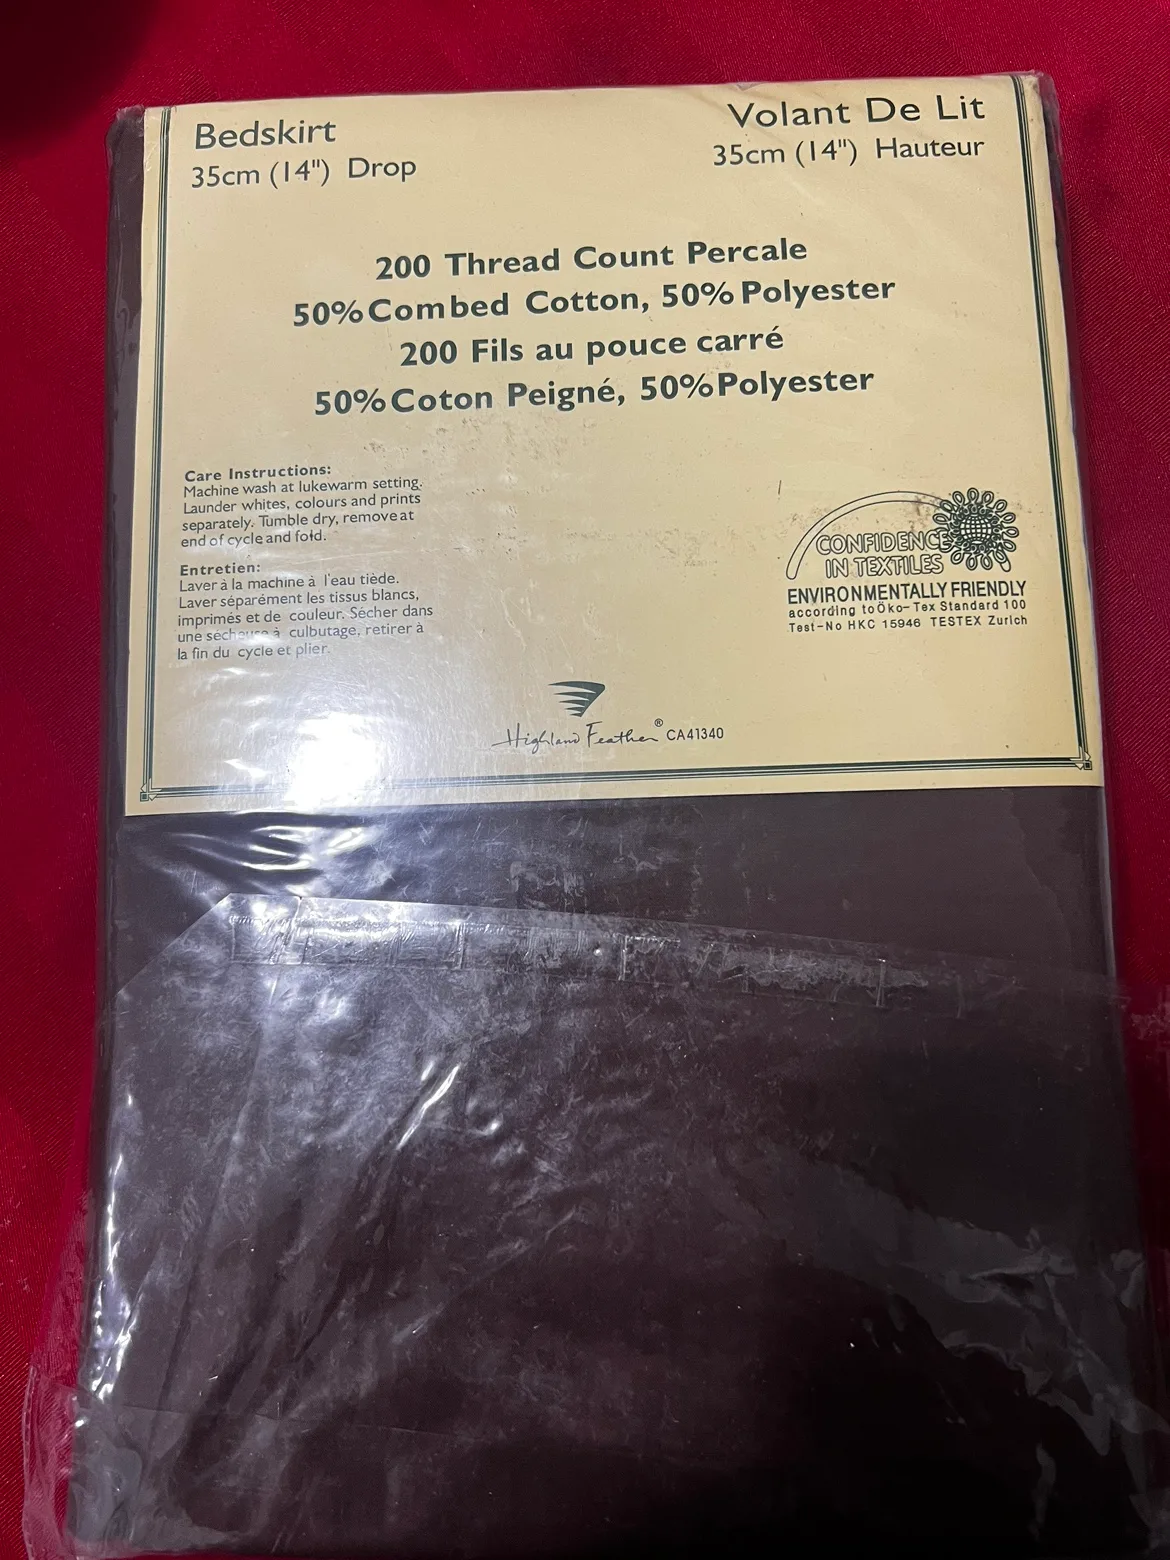 Bedskirt
35cm (14") Drop
Volant De Lit
35cm (14") Hauteur
200 Thread Count Percale
50% Combed Cotton, 50% Polyester
200 Fils au pouce carré
50% Coton Peigné, 50% Polyester
Care Instructions:
Machine wash at lukewarm setting.
Launder whites, colours and prints
separately. Tumble dry, remove at
end of cycle and fold.
Entretien:
Laver à la machine à l'eau tiède.
Laver séparément les tissus blancs,
imprimés et de couleur. Sécher dans
une sécheuse à culbutage, retirer à
la fin du cycle et plier.
CONFIDENCE
IN TEXTILES
ENVIRONMENTALLY FRIENDLY
according to Öko-Tex Standard 100
Test-No HKC 15946 TESTEX Zurich
Highland Feather® CA41340